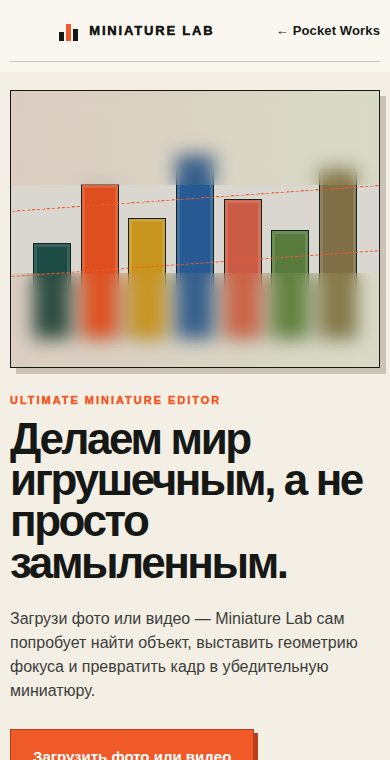 MINIATURE LAB
← Pocket Works
ULTIMATE MINIATURE EDITOR
Делаем мир
игрушечным, а не
просто
замыленным.
Загрузи фото или видео — Miniature Lab сам
попробует найти объект, выставить геометрию
фокуса и превратить кадр в убедительную
миниатюру.
Загрузить фото или видео